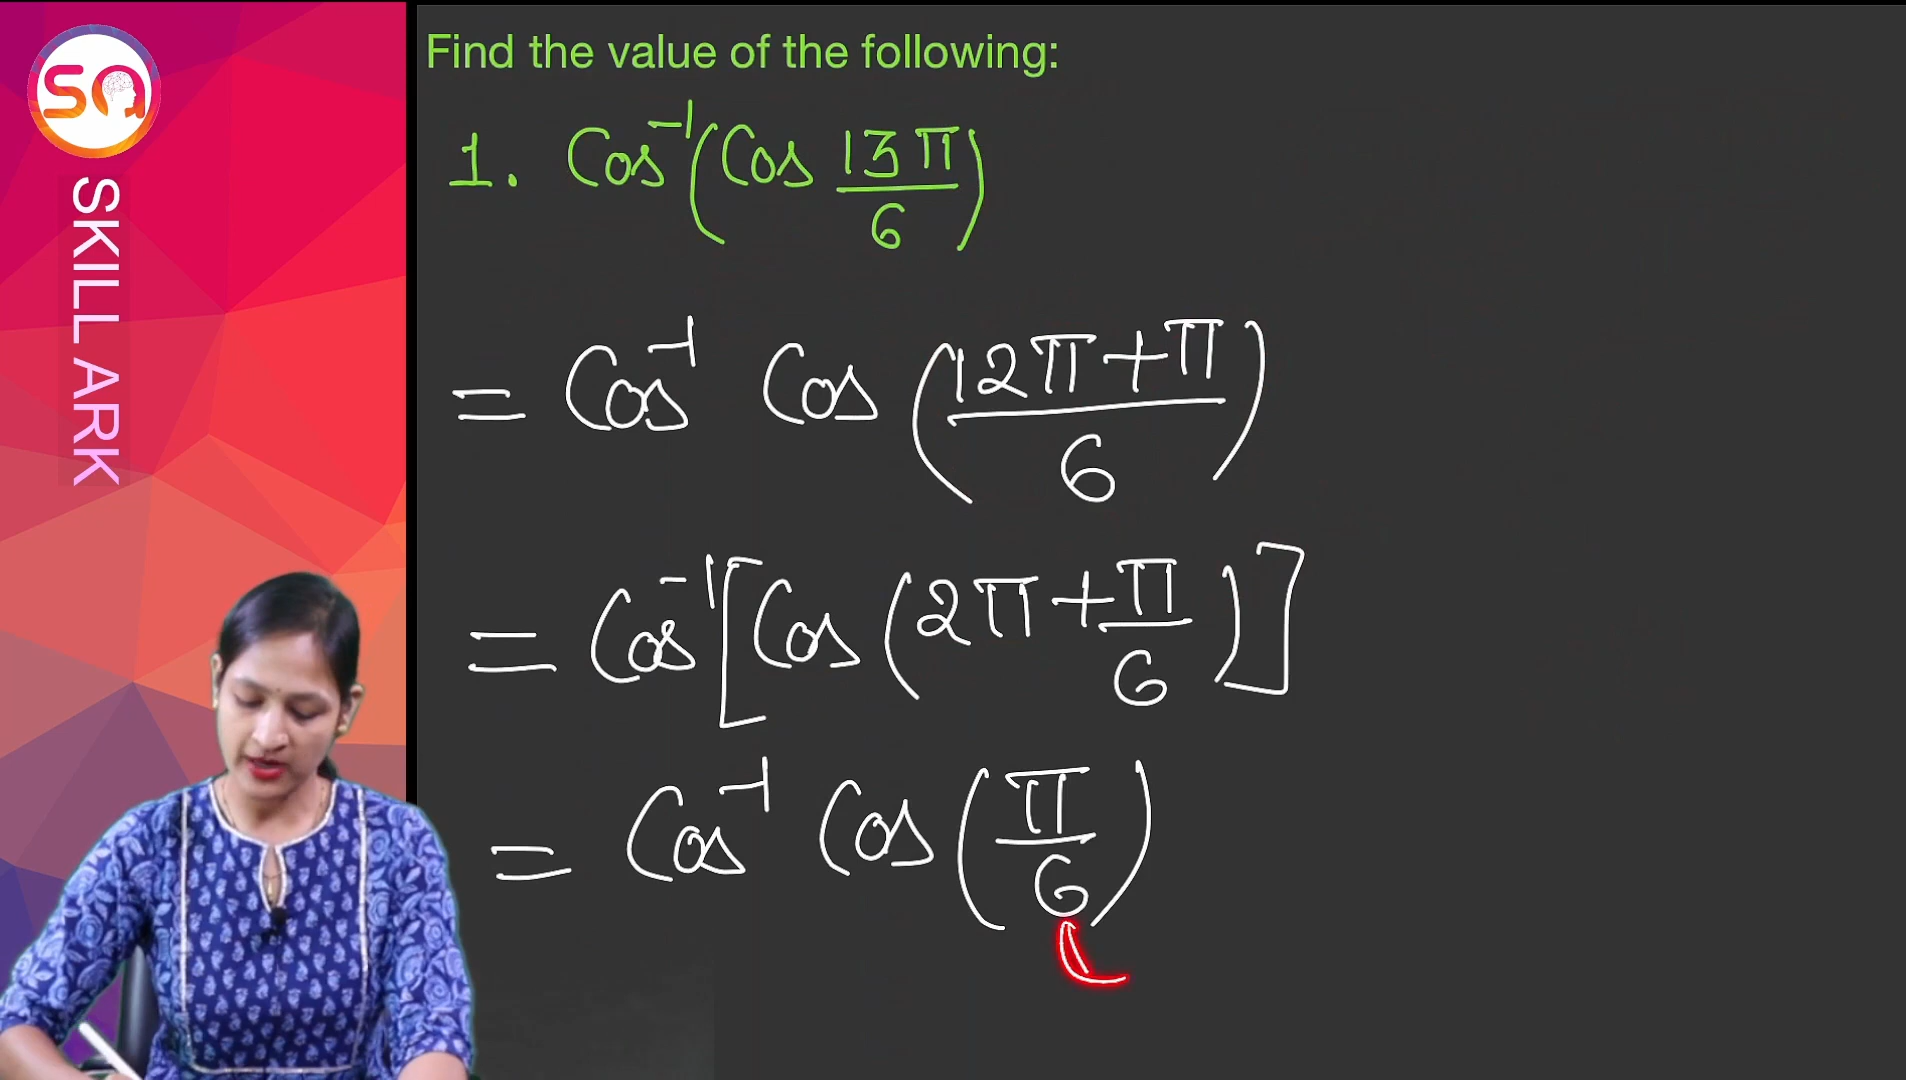 SA
SKILL ARK
Find the value of the following:
1. Cos⁻¹(Cos 13π/6)
= Cos⁻¹ Cos (12π+π/6)
= Cos⁻¹[Cos (2π+π/6)]
= Cos⁻¹ Cos (π/6)